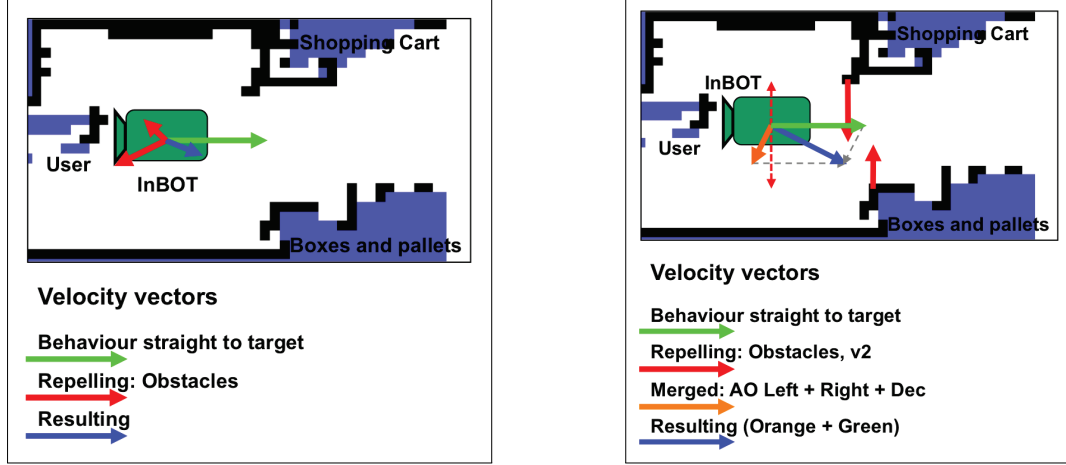 Shopping Cart
User
InBOT
Boxes and pallets
Velocity vectors
Behaviour straight to target
Repelling: Obstacles
Resulting
Shopping Cart
InBOT
User
Boxes and pallets
Velocity vectors
Behaviour straight to target
Repelling: Obstacles, v2
Merged: AO Left + Right + Dec
Resulting (Orange + Green)